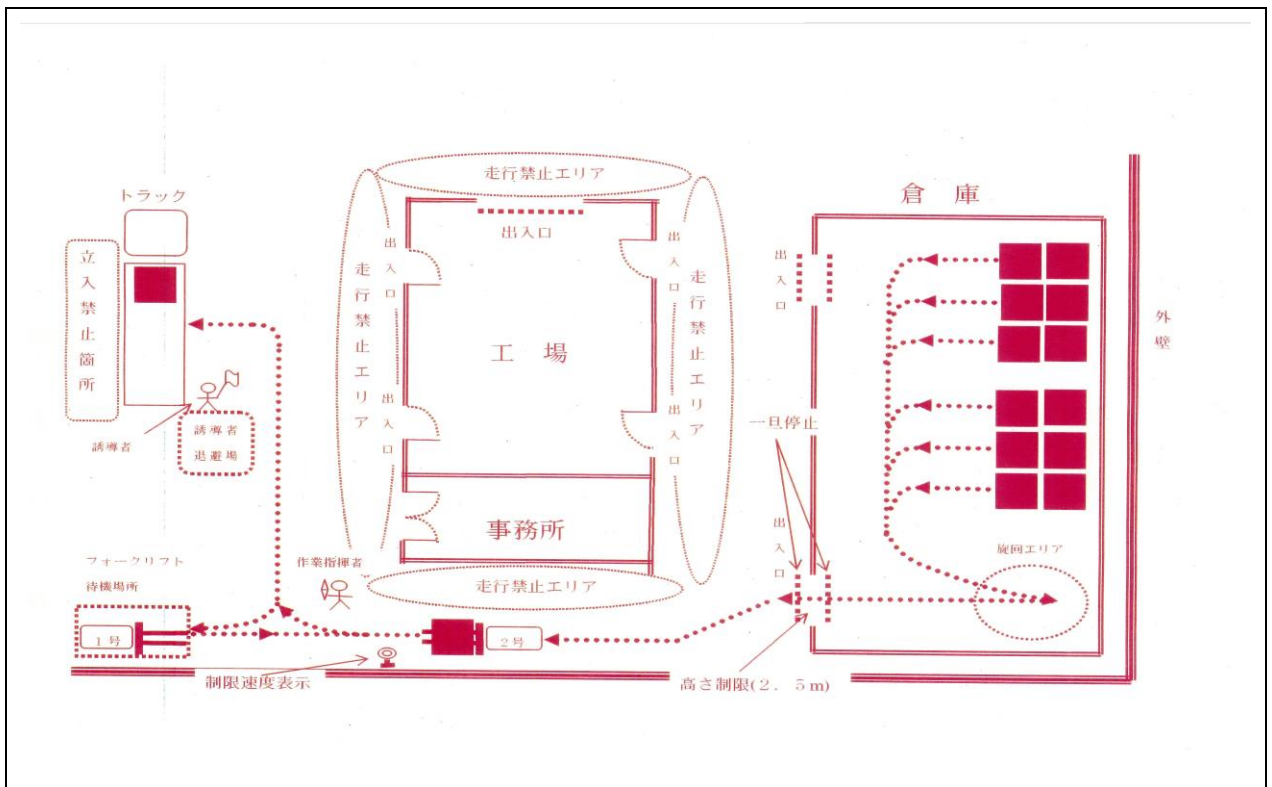 走行禁止エリア
トラック
立入禁止箇所
誘導者
誘導者
退避場
出入口
出入口
走行禁止エリア
出入口
工 場
出入口
出入口
走行禁止エリア
事務所
走行禁止エリア
倉 庫
出入口
一旦停止
出入口
外壁
旋回エリア
フォークリフト
待機場所
1号
作業指揮者
2号
制限速度表示
高さ制限(2.5m)